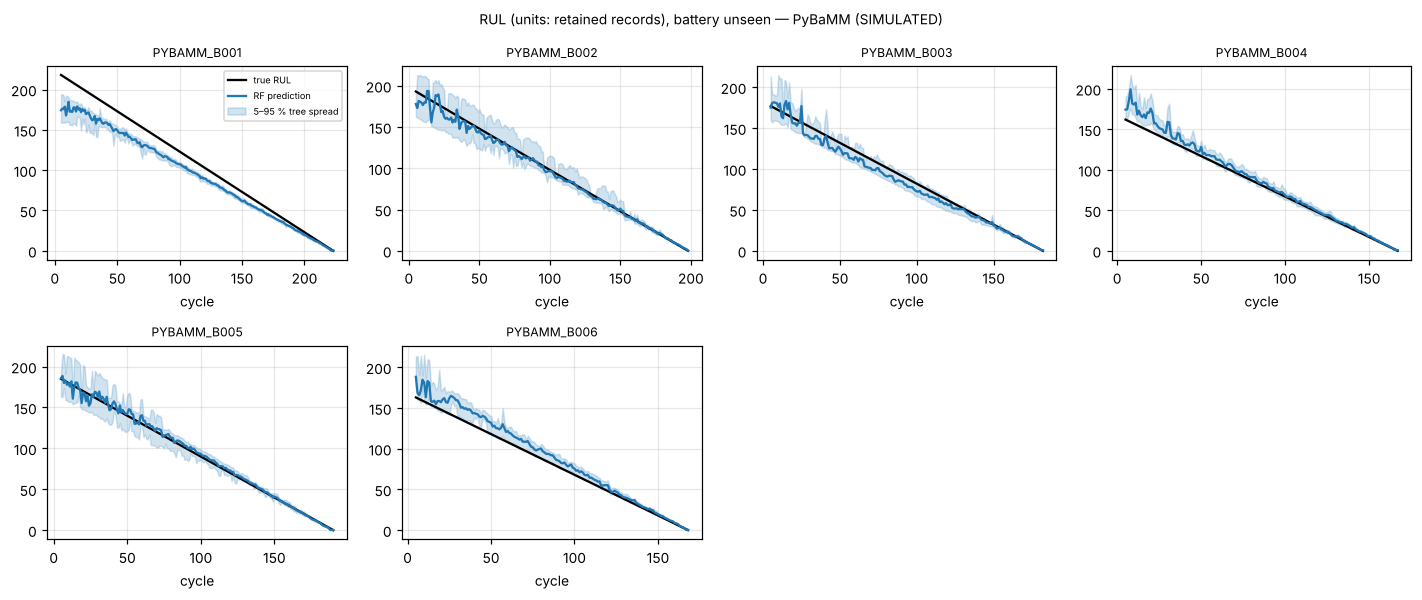 RUL (units: retained records), battery unseen — PyBaMM (SIMULATED)
PYBAMM_B001
PYBAMM_B002
PYBAMM_B003
PYBAMM_B004
true RUL
RF prediction
5–95 % tree spread
200
150
100
50
0
200
150
100
50
0
200
150
100
50
0
200
150
100
50
0
0 50 100 150 200
0 50 100 150 200
0 50 100 150
0 50 100 150
cycle
cycle
cycle
cycle
PYBAMM_B005
PYBAMM_B006
200
150
100
50
0
200
150
100
50
0
0 50 100 150
0 50 100 150
cycle
cycle